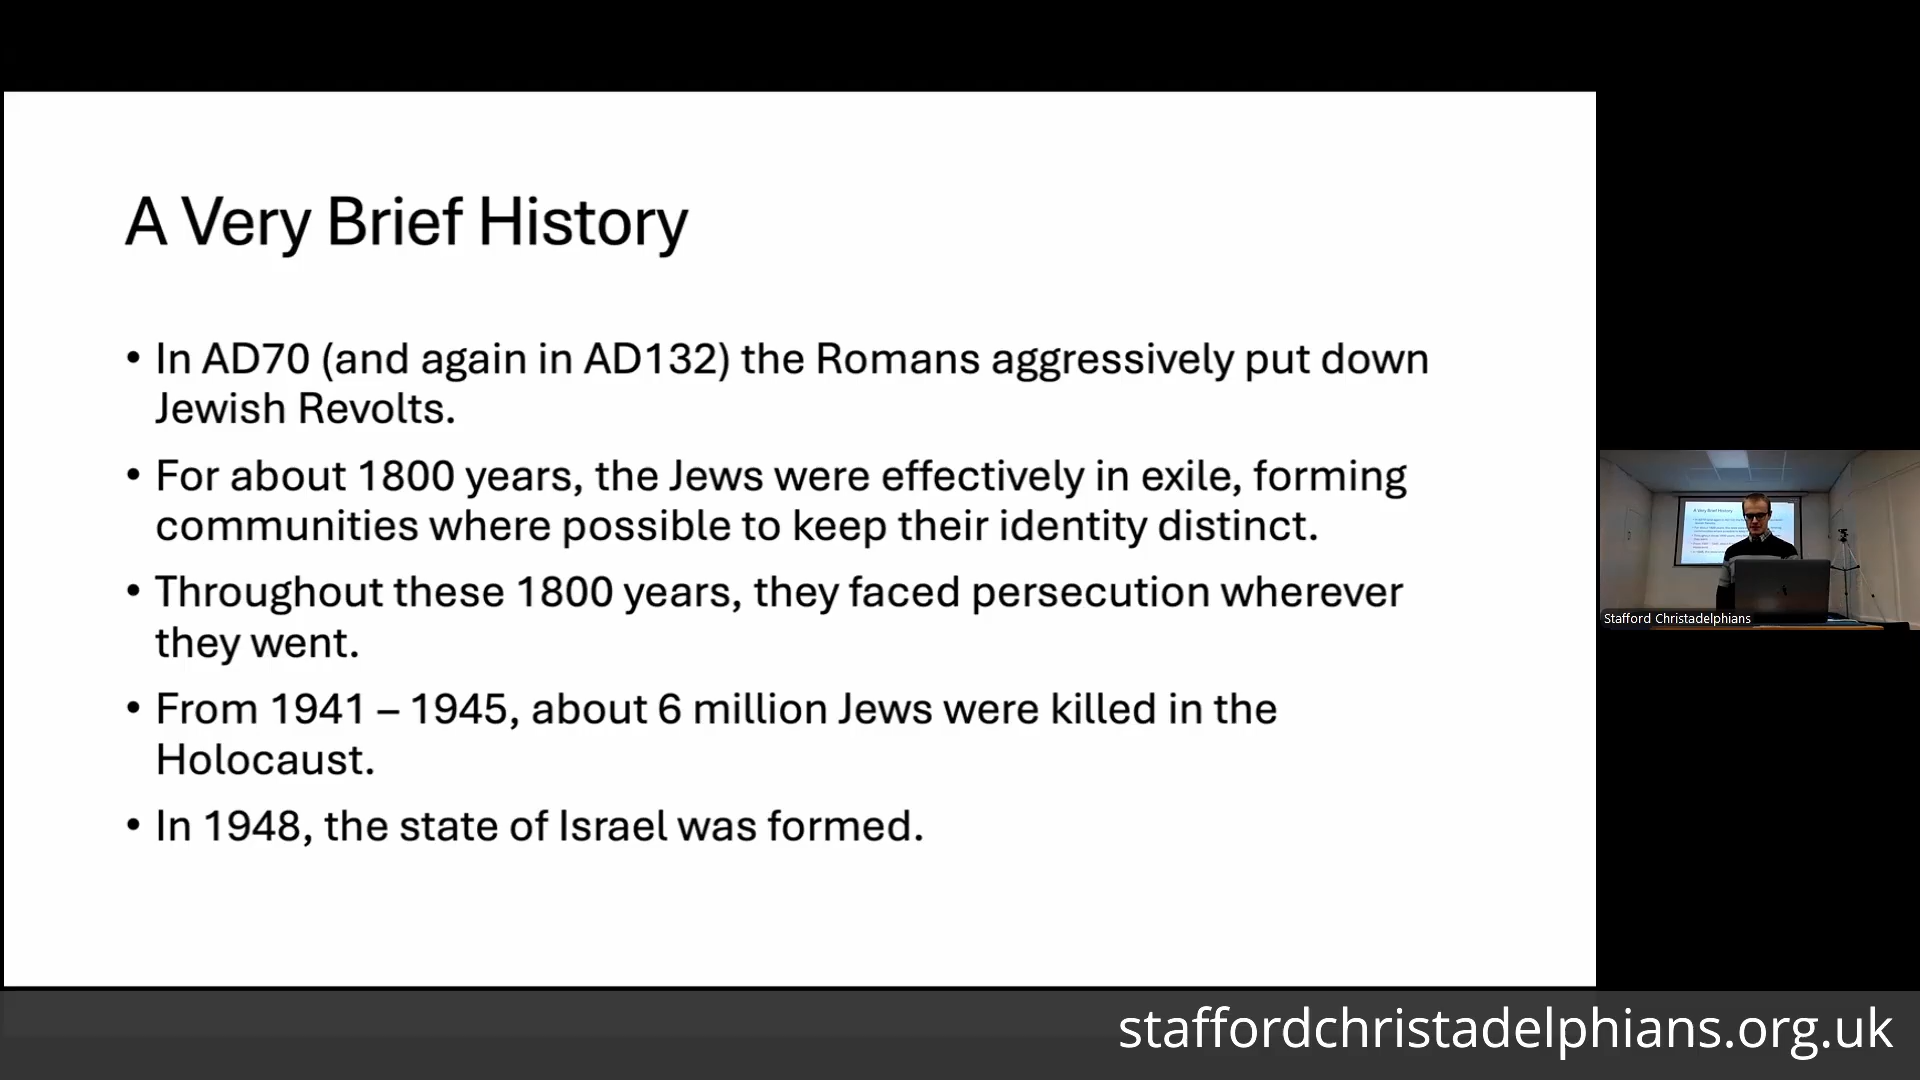 A Very Brief History
• In AD70 (and again in AD132) the Romans aggressively put down
Jewish Revolts.
• For about 1800 years, the Jews were effectively in exile, forming
communities where possible to keep their identity distinct.
• Throughout these 1800 years, they faced persecution wherever
they went.
• From 1941 – 1945, about 6 million Jews were killed in the
Holocaust.
• In 1948, the state of Israel was formed.
A Very Brief History
Stafford Christadelphians
staffordchristadelphians.org.uk